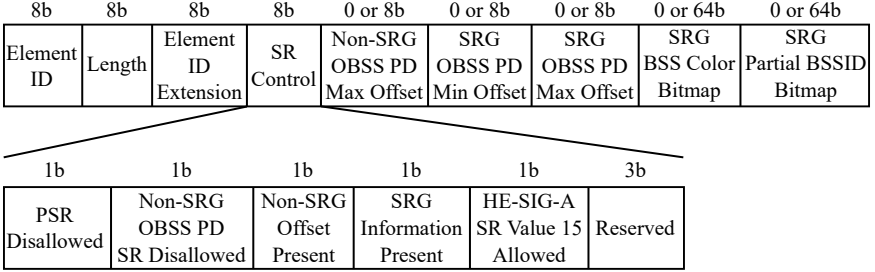 8b 8b 8b 8b 0 or 8b 0 or 8b 0 or 8b 0 or 64b 0 or 64b
Element
ID
Length
Element
ID
Extension
SR
Control
Non-SRG
OBSS PD
Max Offset
SRG
OBSS PD
Min Offset
SRG
OBSS PD
Max Offset
SRG
BSS Color
Bitmap
SRG
Partial BSSID
Bitmap
1b 1b 1b 1b 1b 3b
PSR
Disallowed
Non-SRG
OBSS PD
SR Disallowed
Non-SRG
Offset
Present
SRG
Information
Present
HE-SIG-A
SR Value 15
Allowed
Reserved